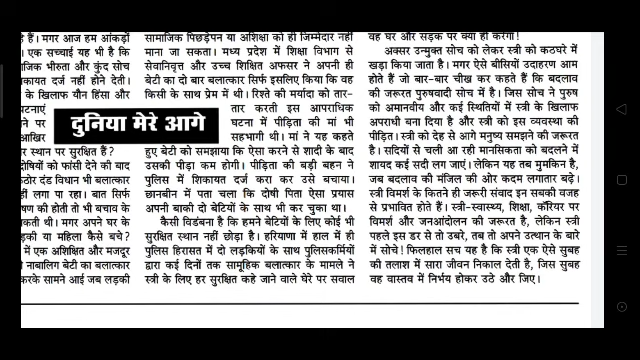 हे हैं। मगर आज हम आंकड़ों
। एक सच्चाई यह भी है कि
जिक भीरुता और कुंद सोच
कायत दर्ज नहीं होने देती।
के खिलाफ यौन हिंसा और
घटनाएं
ने पर
आखिर
र स्थान पर सुरक्षित हैं?
दोषियों को फांसी देने की बाद
ठोर दंड विधान भी बलात्कार
हीं लगा पा रहा। बात सिर्फ
षण की होती तो भी बचाव के
कती थी। मगर अपने घर के
ड़की या महिला कैसे बचे?
में एक अशिक्षित और मजदूर
नाबालिग बेटी का बलात्कार
करके सामने आई जब लड़की
दुनिया मेरे आगे
सामाजिक पिछड़ेपन या अशिक्षा को ही जिम्मेदार नहीं
माना जा सकता। मध्य प्रदेश में शिक्षा विभाग से
सेवानिवृत्त और उच्च शिक्षित अफसर ने अपनी ही
बेटी का दो बार बलात्कार सिर्फ इसलिए किया कि वह
किसी के साथ प्रेम में थी। रिश्ते की मर्यादा को तार-
तार करती इस आपराधिक
घटना में पीड़िता की मां भी
सहभागी थी। मां ने यह कहते
हुए बेटी को समझाया कि ऐसा करने से शादी के बाद
उसकी पीड़ा कम होगी। पीड़िता की बड़ी बहन ने
पुलिस में शिकायत दर्ज करा कर उसे बचाया।
छानबीन में पता चला कि दोषी पिता ऐसा प्रयास
अपनी बाकी दो बेटियों के साथ भी कर चुका था।
कैसी विडंबना है कि हमने बेटियों के लिए कोई भी
सुरक्षित स्थान नहीं छोड़ा है। हरियाणा में हाल में ही
पुलिस हिरासत में दो लड़कियों के साथ पुलिसकर्मियों
द्वारा कई दिनों तक सामूहिक बलात्कार के मामले ने
स्त्री के लिए हर सुरक्षित कहे जाने वाले घेरे पर सवाल
वह घर और सड़क पर क्या ही करेगा!
अक्सर उन्मुक्त सोच को लेकर स्त्री को कठघरे में
खड़ा किया जाता है। मगर ऐसे बीसियों उदाहरण आम
होते हैं जो बार-बार चीख कर कहते हैं कि बदलाव
की जरूरत पुरुषवादी सोच में है। जिस सोच ने पुरुष
को अमानवीय और कई स्थितियों में स्त्री के खिलाफ
अपराधी बना दिया है और स्त्री को इस व्यवस्था की
पीड़िता। स्त्री को देह से आगे मनुष्य समझने की जरूरत
है। सदियों से चली आ रही मानसिकता को बदलने में
शायद कई सदी लग जाएं। लेकिन यह तब मुमकिन है,
जब बदलाव की मंजिल की ओर कदम लगातार बढ़े।
स्त्री विमर्श के कितने ही जरूरी संवाद इन सबकी वजह
से प्रभावित होते हैं। स्त्री-स्वास्थ्य, शिक्षा, कॅरियर पर
विमर्श और जनआंदोलन की जरूरत है, लेकिन स्त्री
पहले इस डर से तो उबरे, तब तो अपने उत्थान के बारे
में सोचे! फिलहाल सच यह है कि स्त्री एक ऐसे सुबह
की तलाश में सारा जीवन निकाल देती है, जिस सुबह
वह वास्तव में निर्भय होकर उठे और जिए।